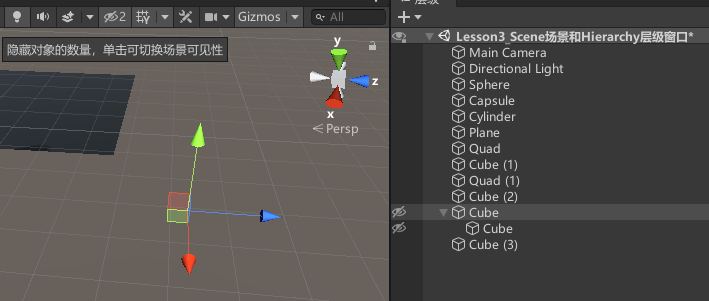 层级
2
Gizmos
All
隐藏对象的数量，单击可切换场景可见性
y
z
x
Persp
Lesson3_Scene场景和Hierarchy层级窗口*
Main Camera
Directional Light
Sphere
Capsule
Cylinder
Plane
Quad
Cube (1)
Quad (1)
Cube (2)
Cube
Cube
Cube (3)